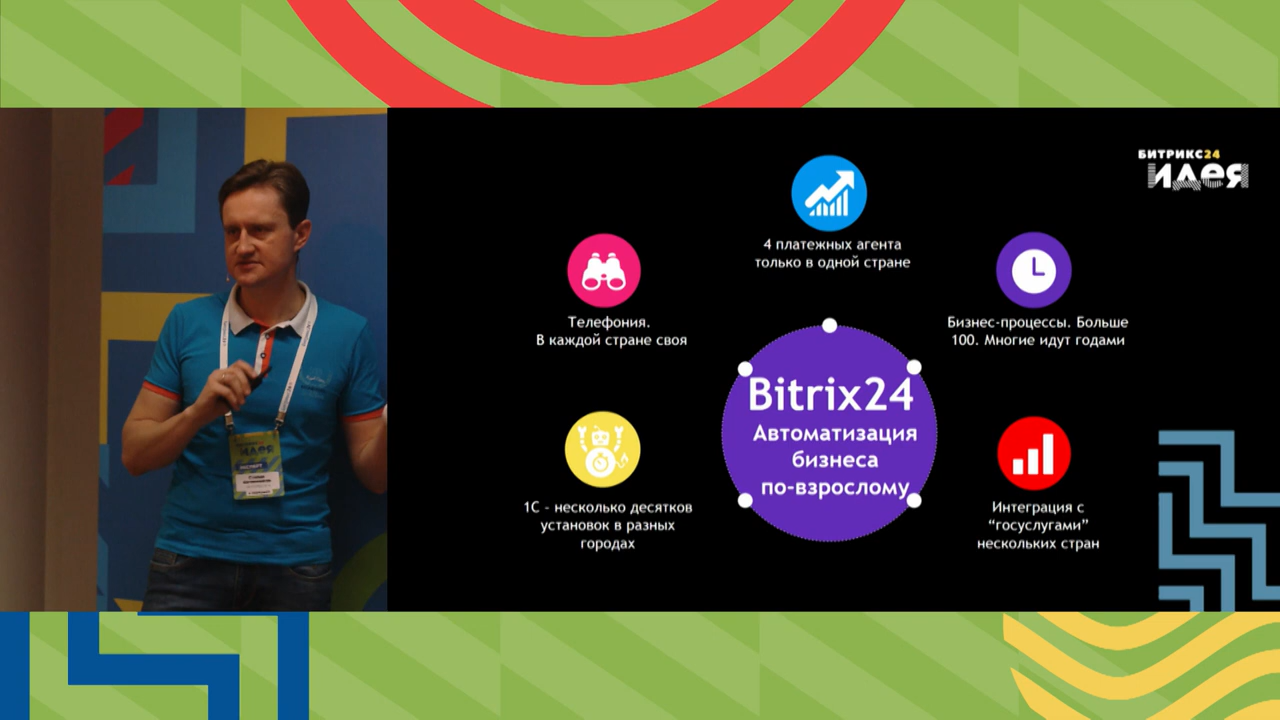 БИТРИКС24
идея
4 платежных агента
только в одной стране
Телефония.
В каждой стране своя
Бизнес-процессы. Больше
100. Многие идут годами
Bitrix24
Автоматизация
бизнеса
по-взрослому
1С - несколько десятков
установок в разных
городах
Интеграция с
“госуслугами”
нескольких стран
идея